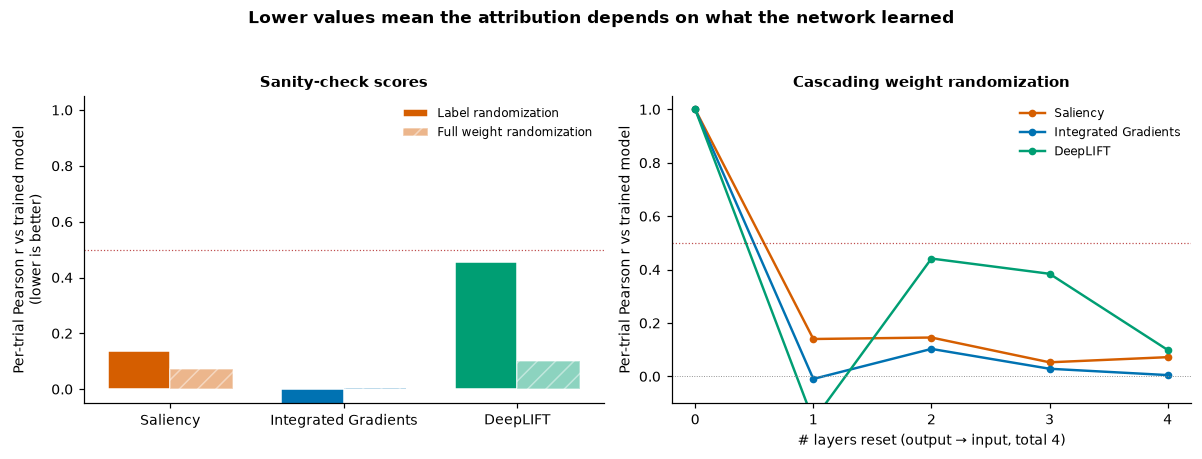 Lower values mean the attribution depends on what the network learned
Sanity-check scores
Per-trial Pearson r vs trained model
(lower is better)
1.0
0.8
0.6
0.4
0.2
0.0
Label randomization
Full weight randomization
Saliency
Integrated Gradients
DeepLIFT
Cascading weight randomization
Per-trial Pearson r vs trained model
1.0
0.8
0.6
0.4
0.2
0.0
Saliency
Integrated Gradients
DeepLIFT
0
1
2
3
4
# layers reset (output → input, total 4)